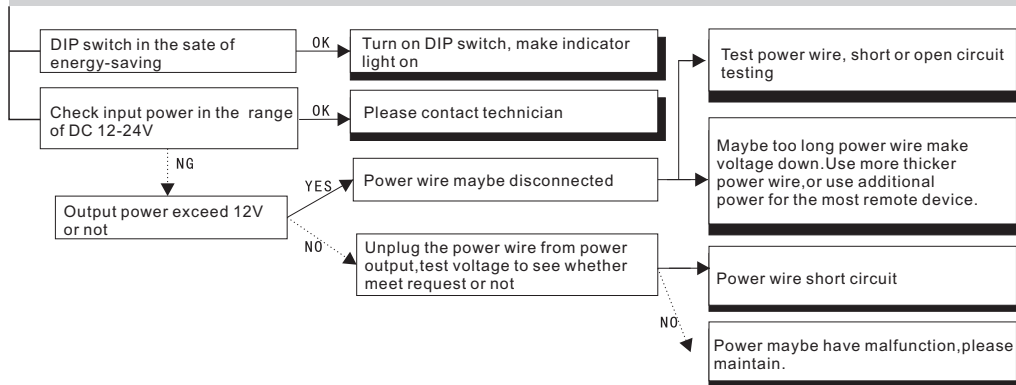 DIP switch in the sate of
energy-saving
OK
Turn on DIP switch, make indicator
light on
Check input power in the range
of DC 12-24V
OK
Please contact technician
NG
Output power exceed 12V
or not
YES
Power wire maybe disconnected
Test power wire, short or open circuit
testing
Maybe too long power wire make
voltage down.Use more thicker
power wire,or use additional
power for the most remote device.
NO
Unplug the power wire from power
output,test voltage to see whether
meet request or not
Power wire short circuit
NO
Power maybe have malfunction,please
maintain.